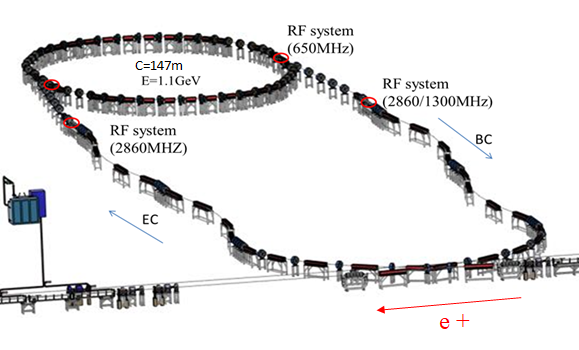 RF system
(650MHz)
C=147m
E=1.1GeV
RF system
(2860/1300MHz)
RF system
(2860MHZ)
BC
EC
e +